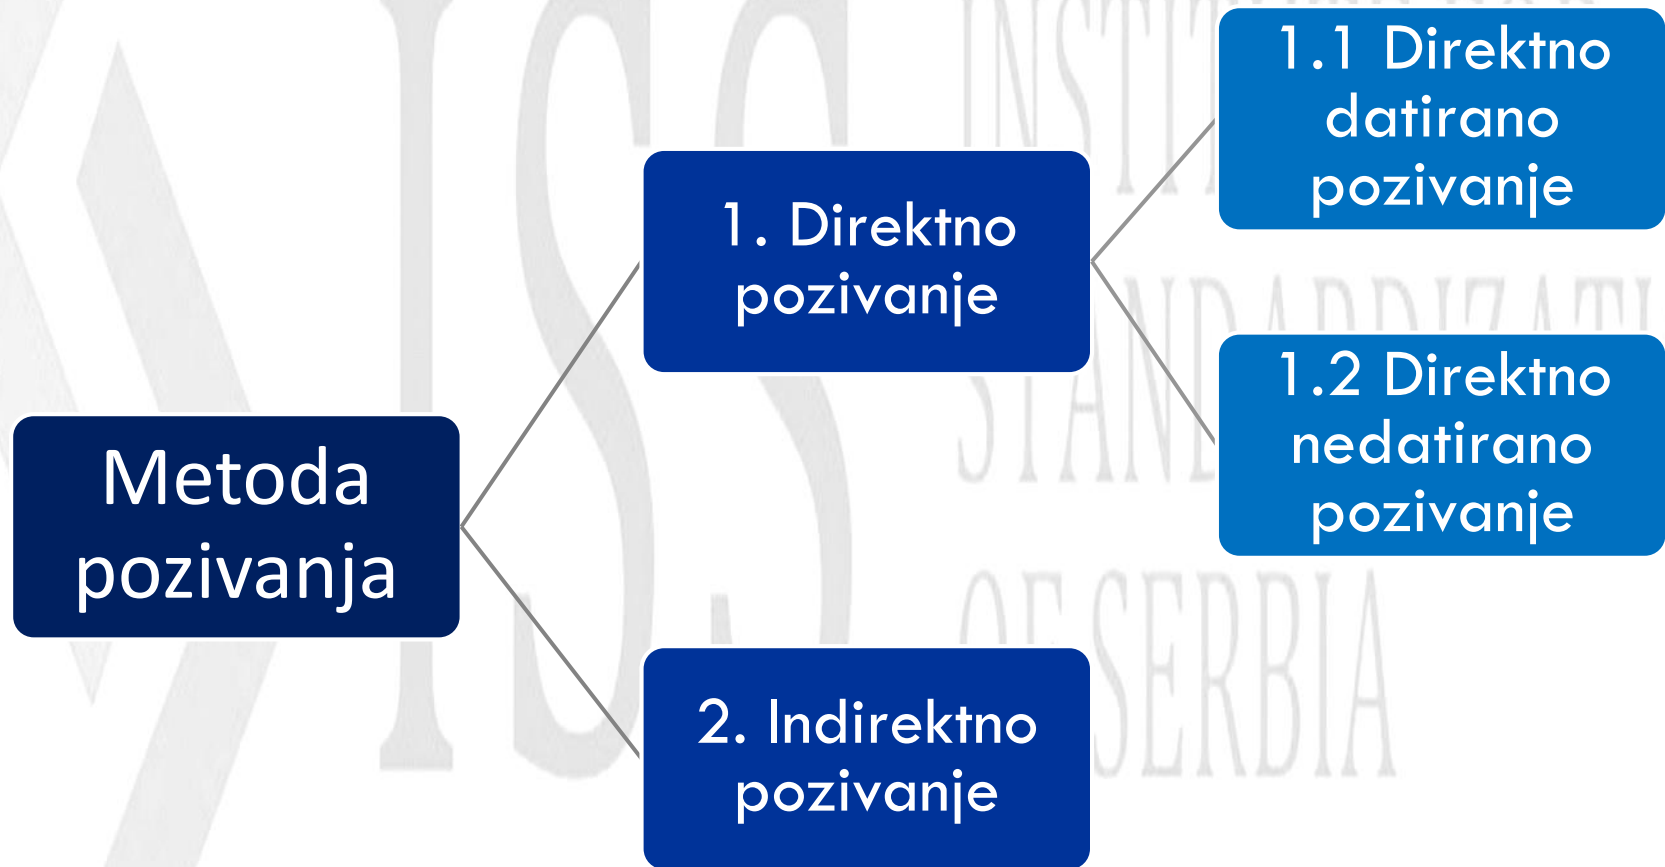 Metoda
pozivanja
1. Direktno
pozivanje
1.1 Direktno
datirano
pozivanje
1.2 Direktno
nedatirano
pozivanje
2. Indirektno
pozivanje
ISS
OF SERBIA